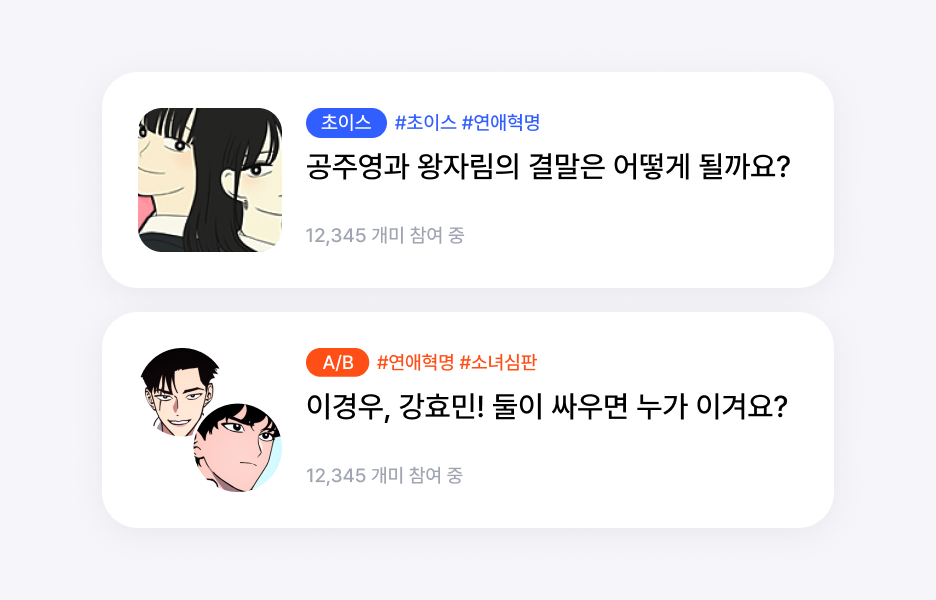 초이스 #초이스 #연애혁명
공주영과 왕자림의 결말은 어떻게 될까요?
12,345 개미 참여 중
A/B #연애혁명 #소녀심판
이경우, 강효민! 둘이 싸우면 누가 이겨요?
12,345 개미 참여 중